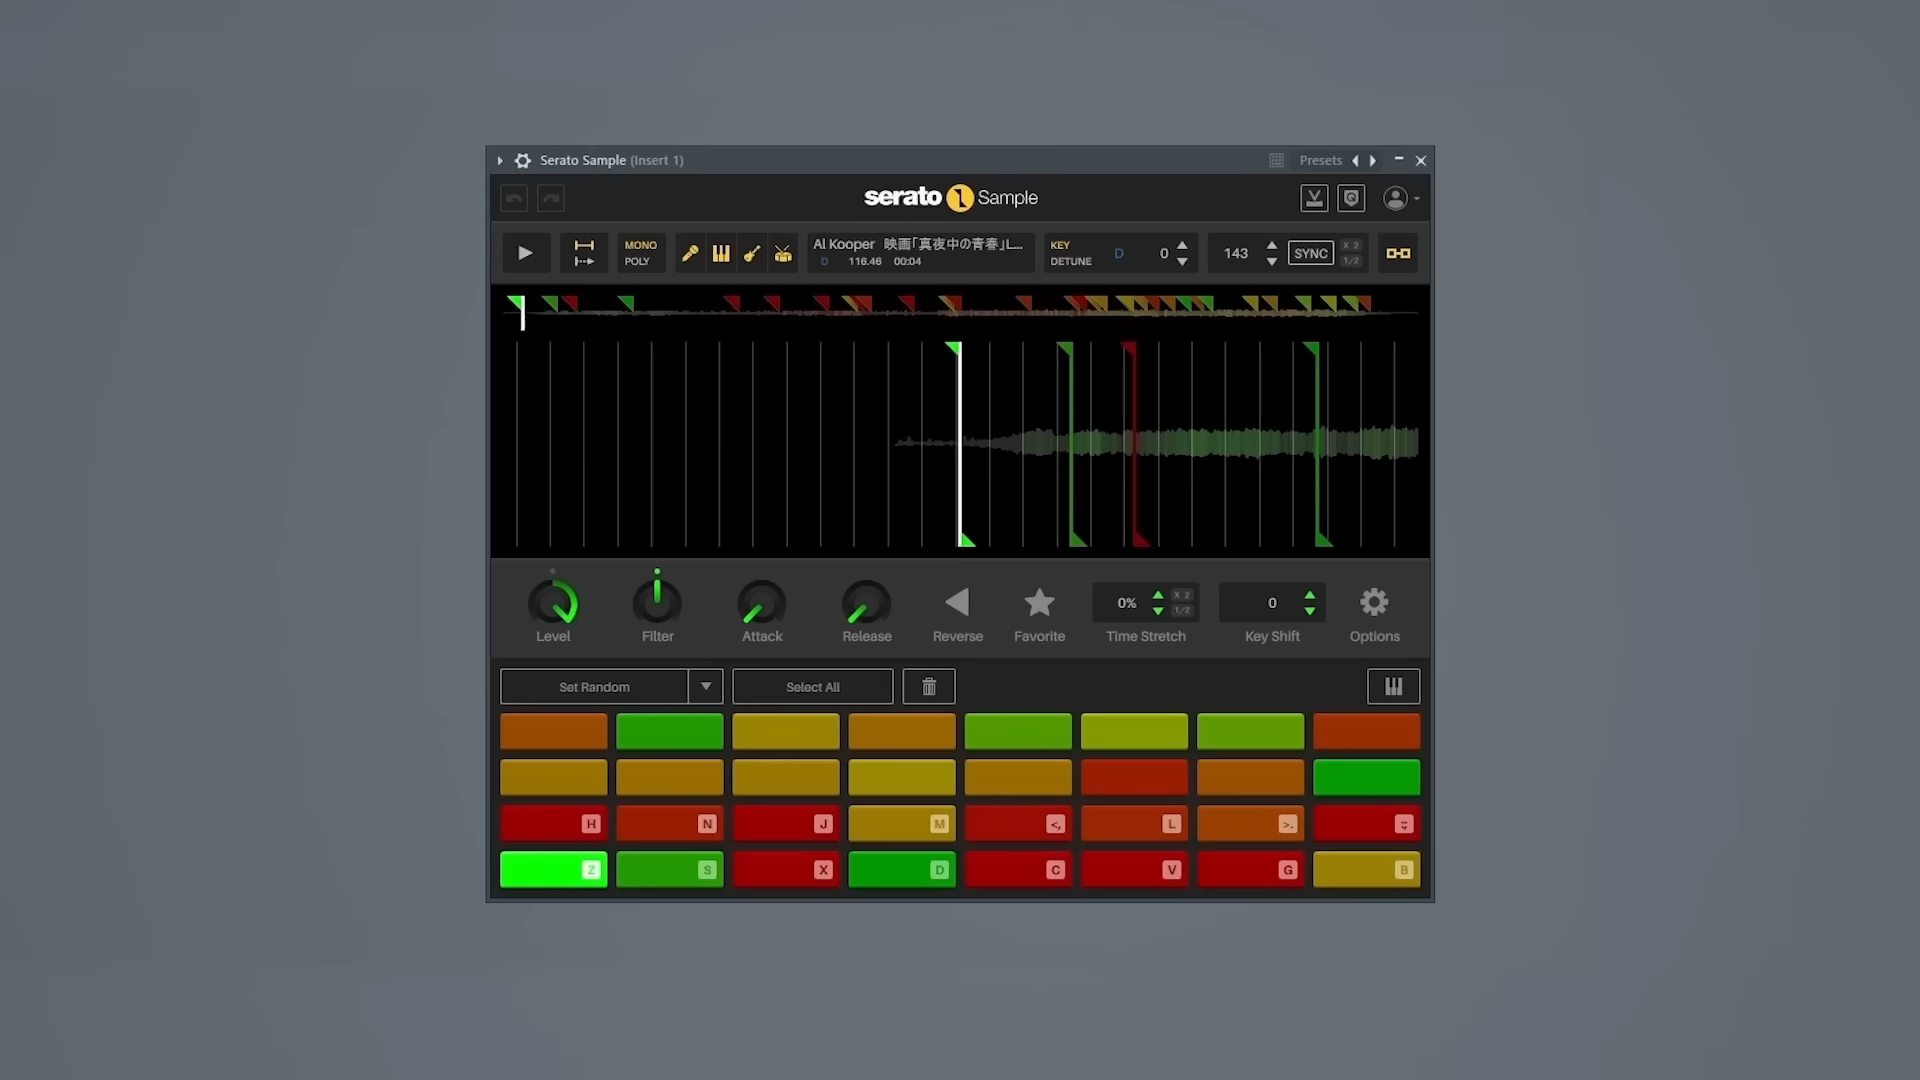 Serato Sample (Insert 1)
Presets
serato Sample
MONO
POLY
Al Kooper 映画「真夜中の青春」L...
D 116.46 00:04
KEY
DETUNE
D
0
143
SYNC
X 2
1/2
Level
Filter
Attack
Release
Reverse
Favorite
0%
X 2
1/2
Time Stretch
0
Key Shift
Options
Set Random
Select All
H N J M <, L >. :;
Z S X D C V G B